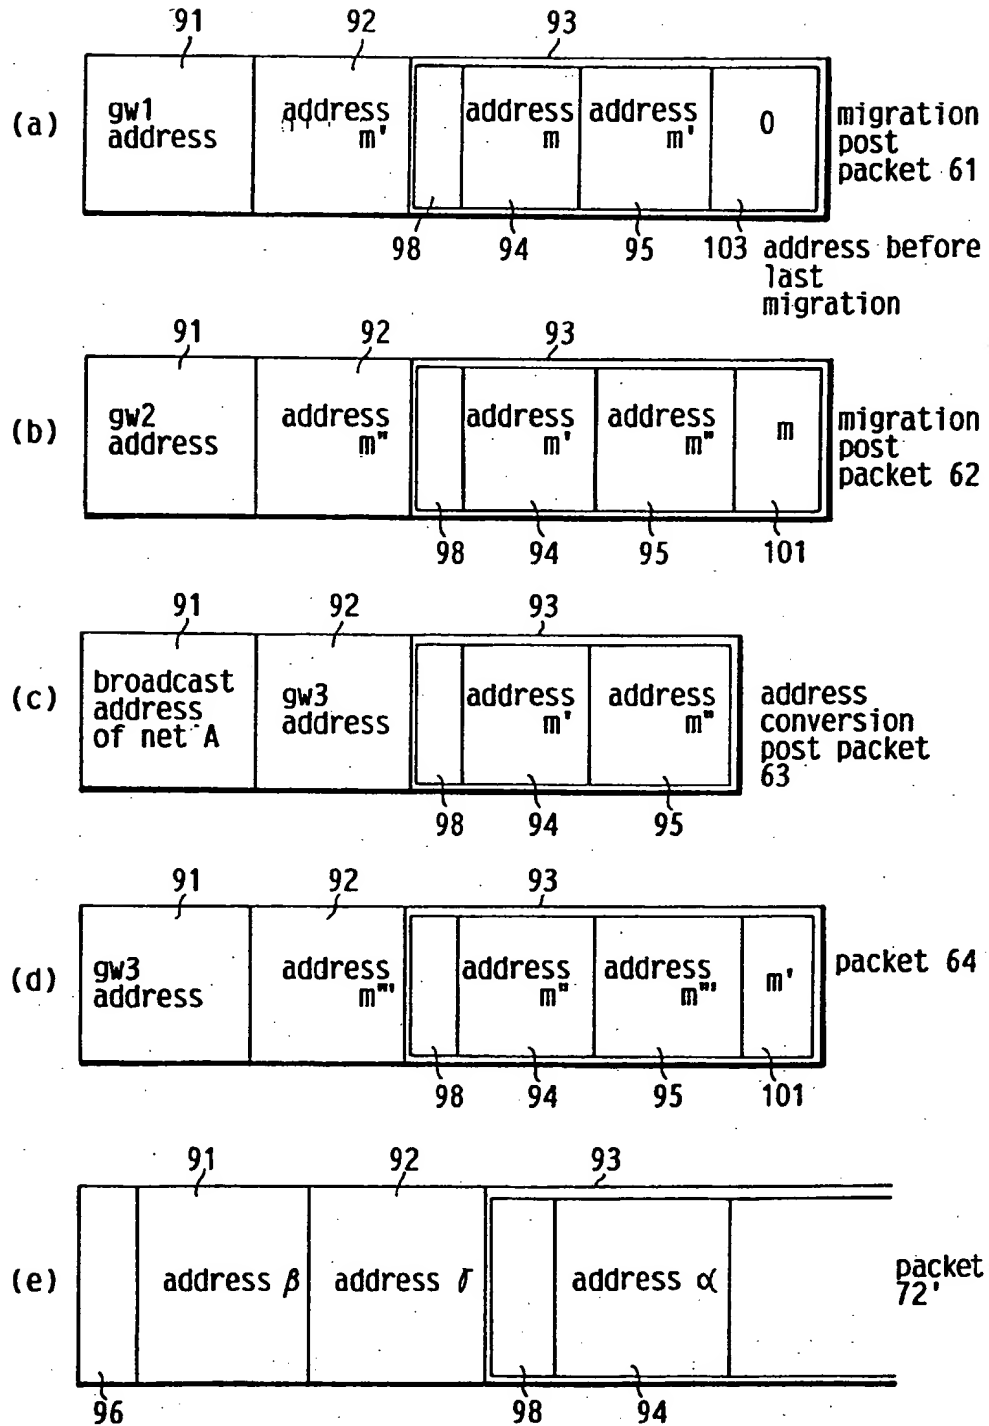 91 92 93
(a) gw1 address address m' address m address m' 0 migration post packet 61
98 94 95 103 address before last migration
91 92 93
(b) gw2 address address m" address m' address m" m migration post packet 62
98 94 95 101
91 92 93
(c) broadcast address of net A gw3 address address m' address m" address conversion post packet 63
98 94 95
91 92 93
(d) gw3 address address m"' address m" address m"' m' packet 64
98 94 95 101
91 92 93
(e) address β address γ address α packet 72'
96 98 94